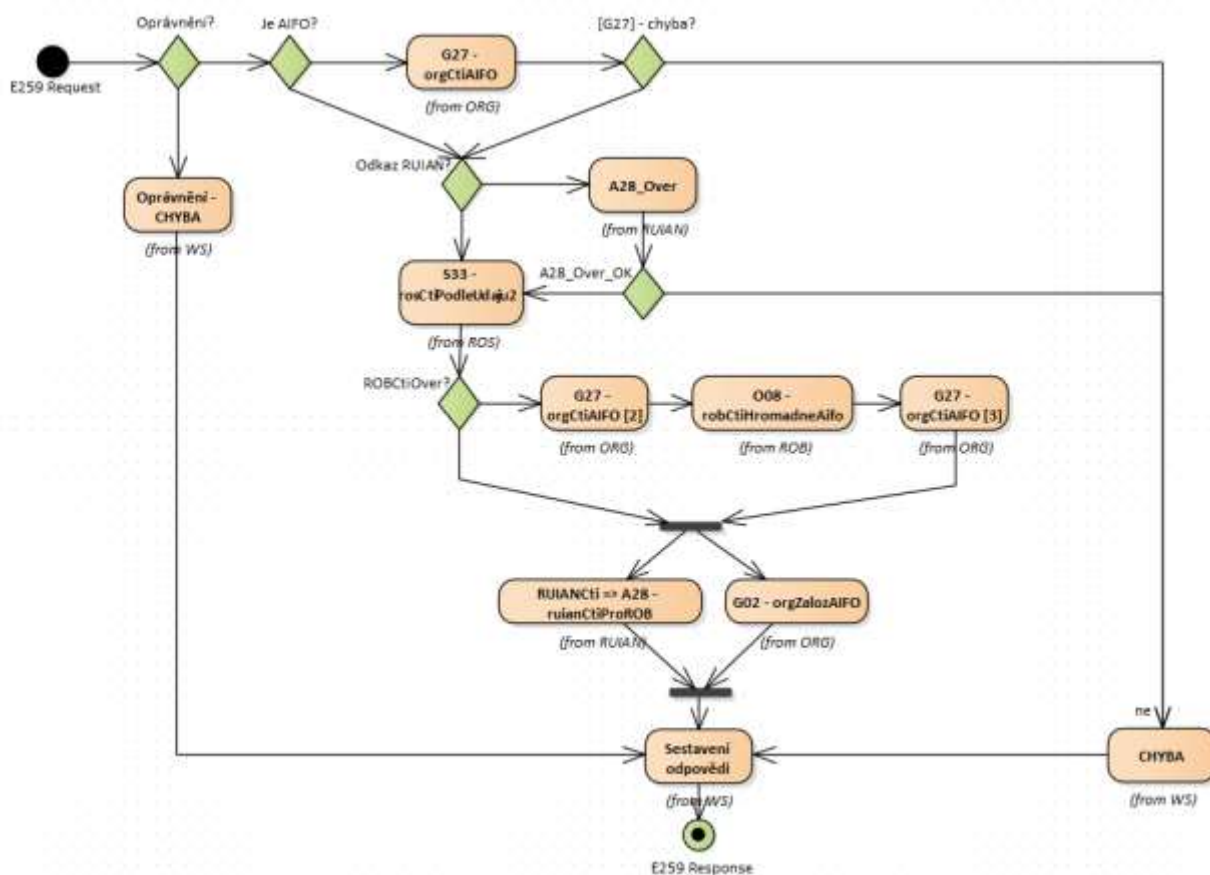 Oprávnění?
Je AIFO?
[G27] - chyba?
E259 Request
G27 -
orgCtiAIFO
(from ORG)
Odkaz RUIAN?
A28_Over
(from RUIAN)
Oprávnění -
CHYBA
(from WS)
S33 -
rosCtiPodleUdaju2
(from ROS)
A28_Over_OK
ROBCtiOver?
G27 -
orgCtiAIFO [2]
(from ORG)
O08 -
robCtiHromadneAifo
(from ROB)
G27 -
orgCtiAIFO [3]
(from ORG)
RUIANCti => A28 -
ruianCtiProROB
(from RUIAN)
G02 - orgZalozAIFO
(from ORG)
ne
Sestavení
odpovědi
(from WS)
CHYBA
(from WS)
E259 Response